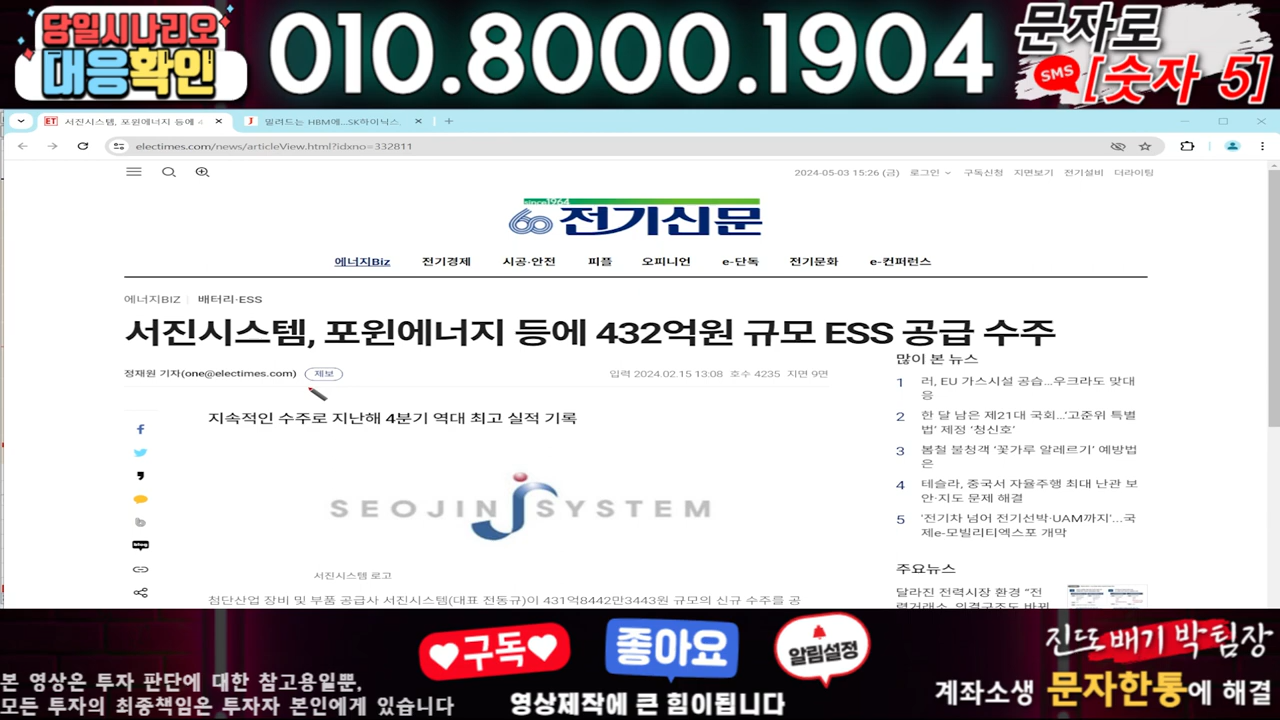 당일시나리오
대응확인
010.8000.1904
문자로
SMS
[숫자 5]
ET 서진시스템, 포윈에너지 등에 4
J 밀려드는 HBM에...SK하이닉스
electimes.com/news/articleView.html?idxno=332811
2024-05-03 15:26 (금) 로그인 구독신청 지면보기 전기설비 더라이팅
since1964
60 전기신문
에너지Biz 전기경제 시공·안전 피플 오피니언 e-단독 전기문화 e-컨퍼런스
에너지BIZ 배터리·ESS
서진시스템, 포윈에너지 등에 432억원 규모 ESS 공급 수주
정재원 기자(one@electimes.com) 제보
입력 2024.02.15 13:08 호수 4235 지면 9면
지속적인 수주로 지난해 4분기 역대 최고 실적 기록
SEOJIN SYSTEM
서진시스템 로고
첨단산업 장비 및 부품 공급사 서진시스템(대표 전동규)이 431억8442만3443원 규모의 신규 수주를 공
blog
많이 본 뉴스
1 러, EU 가스시설 공습...우크라도 맞대
응
2 한 달 남은 제21대 국회...‘고준위 특별
법’ 제정 ‘청신호’
3 봄철 불청객 ‘꽃가루 알레르기’ 예방법
은
4 테슬라, 중국서 자율주행 최대 난관 보
안·지도 문제 해결
5 '전기차 넘어 전기선박·UAM까지'...국
제e-모빌리티엑스포 개막
주요뉴스
달라진 전력시장 환경 “전
력거래소, 의결구조도 바뀌
구독
좋아요
알림설정
영상제작에 큰 힘이됩니다
본 영상은 투자 판단에 대한 참고용일뿐,
모든 투자의 최종책임은 투자자 본인에게 있습니다
진또배기 박팀장
계좌소생 문자한통에 해결